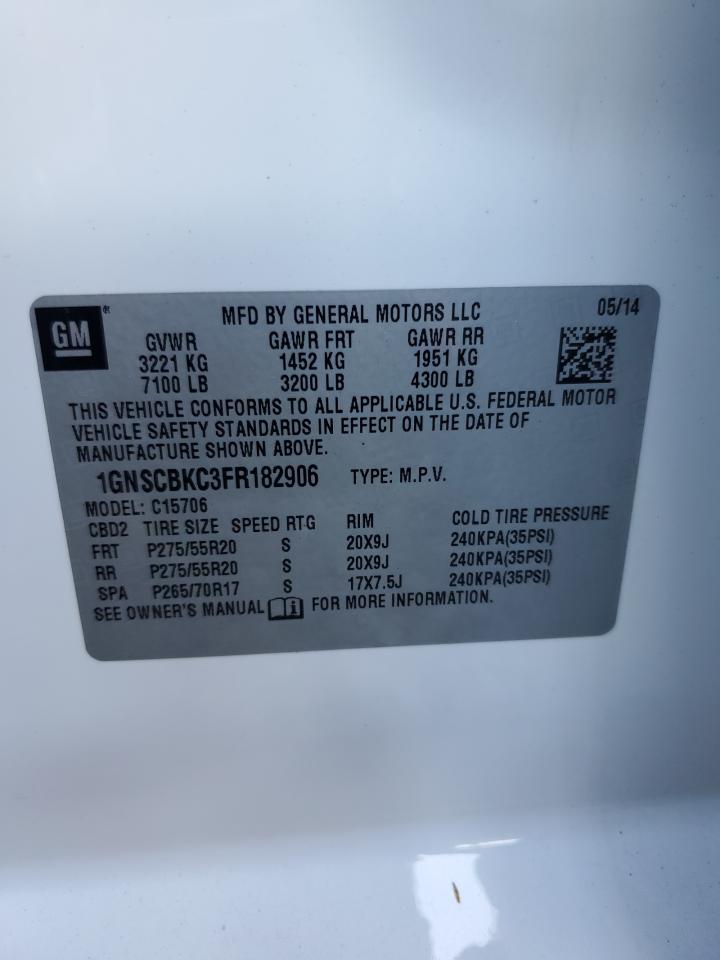 GM ® MFD BY GENERAL MOTORS LLC 05/14
GVWR GAWR FRT GAWR RR
3221 KG 1452 KG 1951 KG
7100 LB 3200 LB 4300 LB
THIS VEHICLE CONFORMS TO ALL APPLICABLE U.S. FEDERAL MOTOR
VEHICLE SAFETY STANDARDS IN EFFECT ON THE DATE OF
MANUFACTURE SHOWN ABOVE.
1GNSCBKC3FR182906 TYPE: M.P.V.
MODEL: C15706
CBD2 TIRE SIZE SPEED RTG RIM COLD TIRE PRESSURE
FRT P275/55R20 S 20X9J 240KPA(35PSI)
RR P275/55R20 S 20X9J 240KPA(35PSI)
SPA P265/70R17 S 17X7.5J 240KPA(35PSI)
SEE OWNER'S MANUAL FOR MORE INFORMATION.